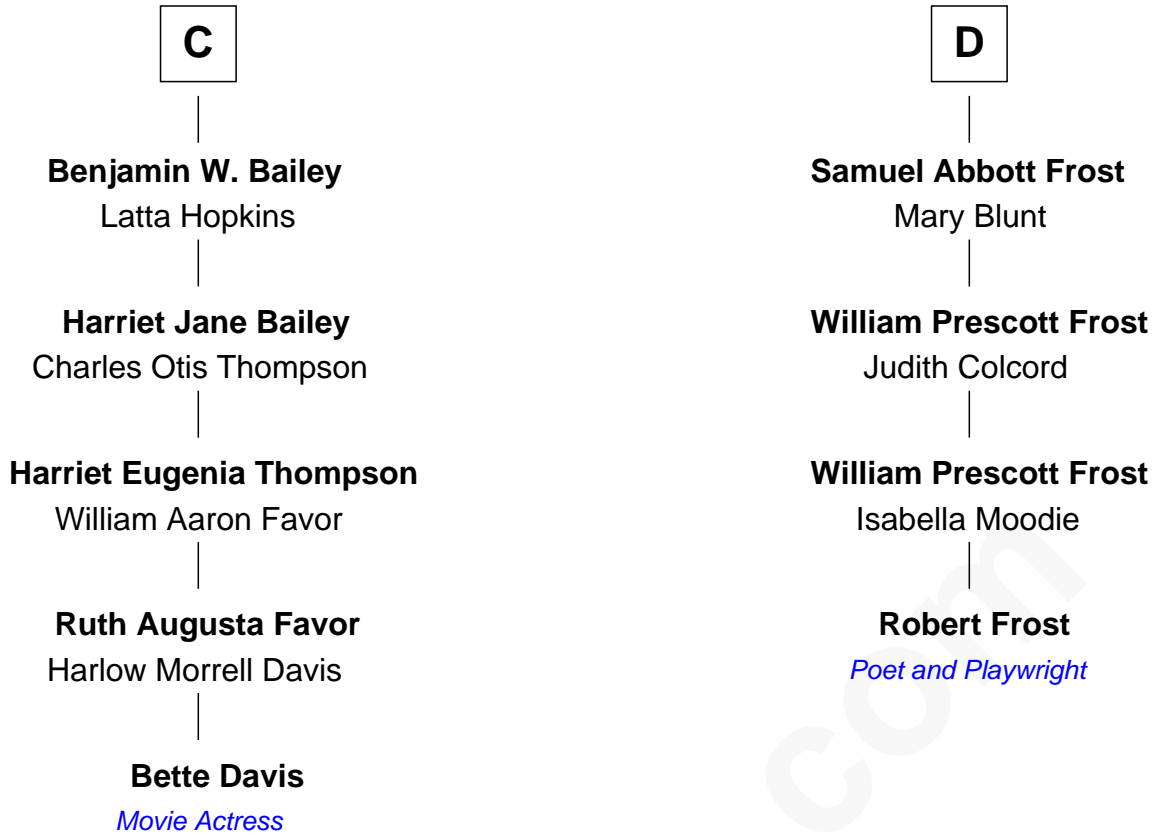 C
Benjamin W. Bailey
Latta Hopkins
Harriet Jane Bailey
Charles Otis Thompson
Harriet Eugenia Thompson
William Aaron Favor
Ruth Augusta Favor
Harlow Morrell Davis
Bette Davis
Movie Actress
D
Samuel Abbott Frost
Mary Blunt
William Prescott Frost
Judith Colcord
William Prescott Frost
Isabella Moodie
Robert Frost
Poet and Playwright
com